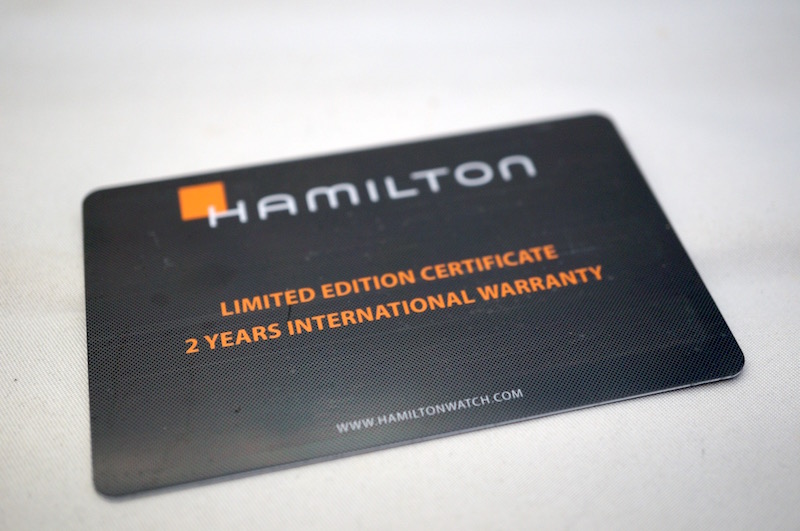 HAMILTON
LIMITED EDITION CERTIFICATE
2 YEARS INTERNATIONAL WARRANTY
WWW.HAMILTONWATCH.COM